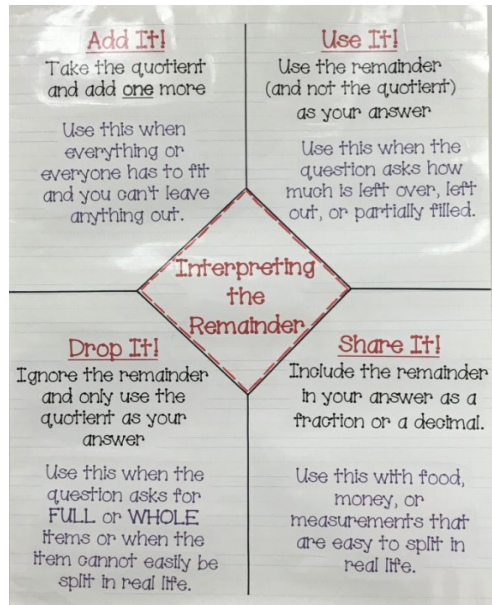 Add It!
Take the quotient
and add one more
Use this when
everything or
everyone has to fit
and you can't leave
anything out.
Use It!
Use the remainder
(and not the quotient)
as your answer
Use this when the
question asks how
much is left over, left
out, or partially filled.
Interpreting
the
Remainder
Drop It!
Ignore the remainder
and only use the
quotient as your
answer
Use this when the
question asks for
FULL or WHOLE
items or when the
item cannot easily be
split in real life.
Share It!
Include the remainder
in your answer as a
fraction or a decimal.
Use this with food,
money, or
measurements that
are easy to split in
real life.